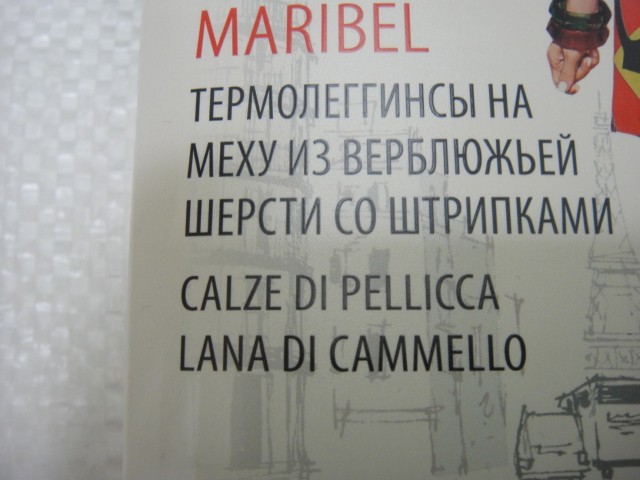 MARIBEL
ТЕРМОЛЕГГИНСЫ НА
МЕХУ ИЗ ВЕРБЛЮЖЬЕЙ
ШЕРСТИ СО ШТРИПКАМИ
CALZE DI PELLICCA
LANA DI CAMMELLO